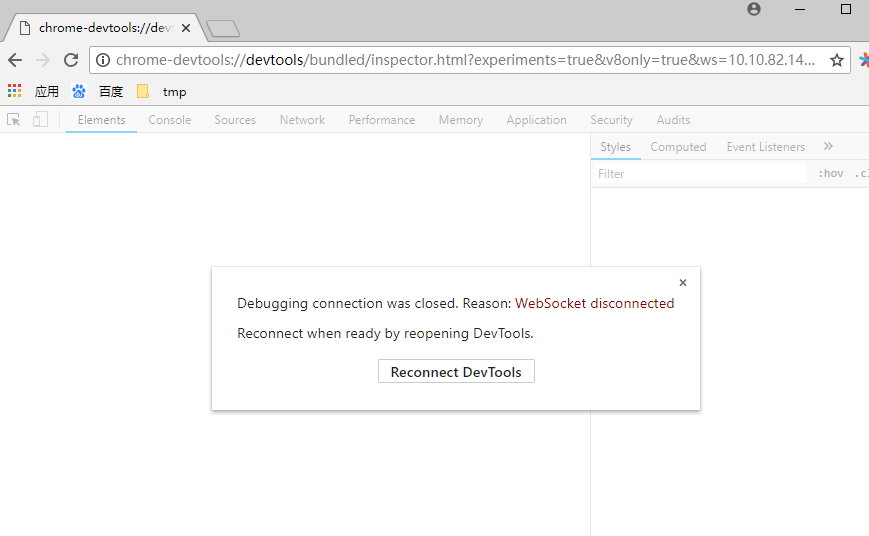 chrome-devtools://dev
chrome-devtools://devtools/bundled/inspector.html?experiments=true&v8only=true&ws=10.10.82.14...
应用 百度 tmp
Elements Console Sources Network Performance Memory Application Security Audits
Styles Computed Event Listeners »
Filter :hov .cl
Debugging connection was closed. Reason: WebSocket disconnected
Reconnect when ready by reopening DevTools.
Reconnect DevTools